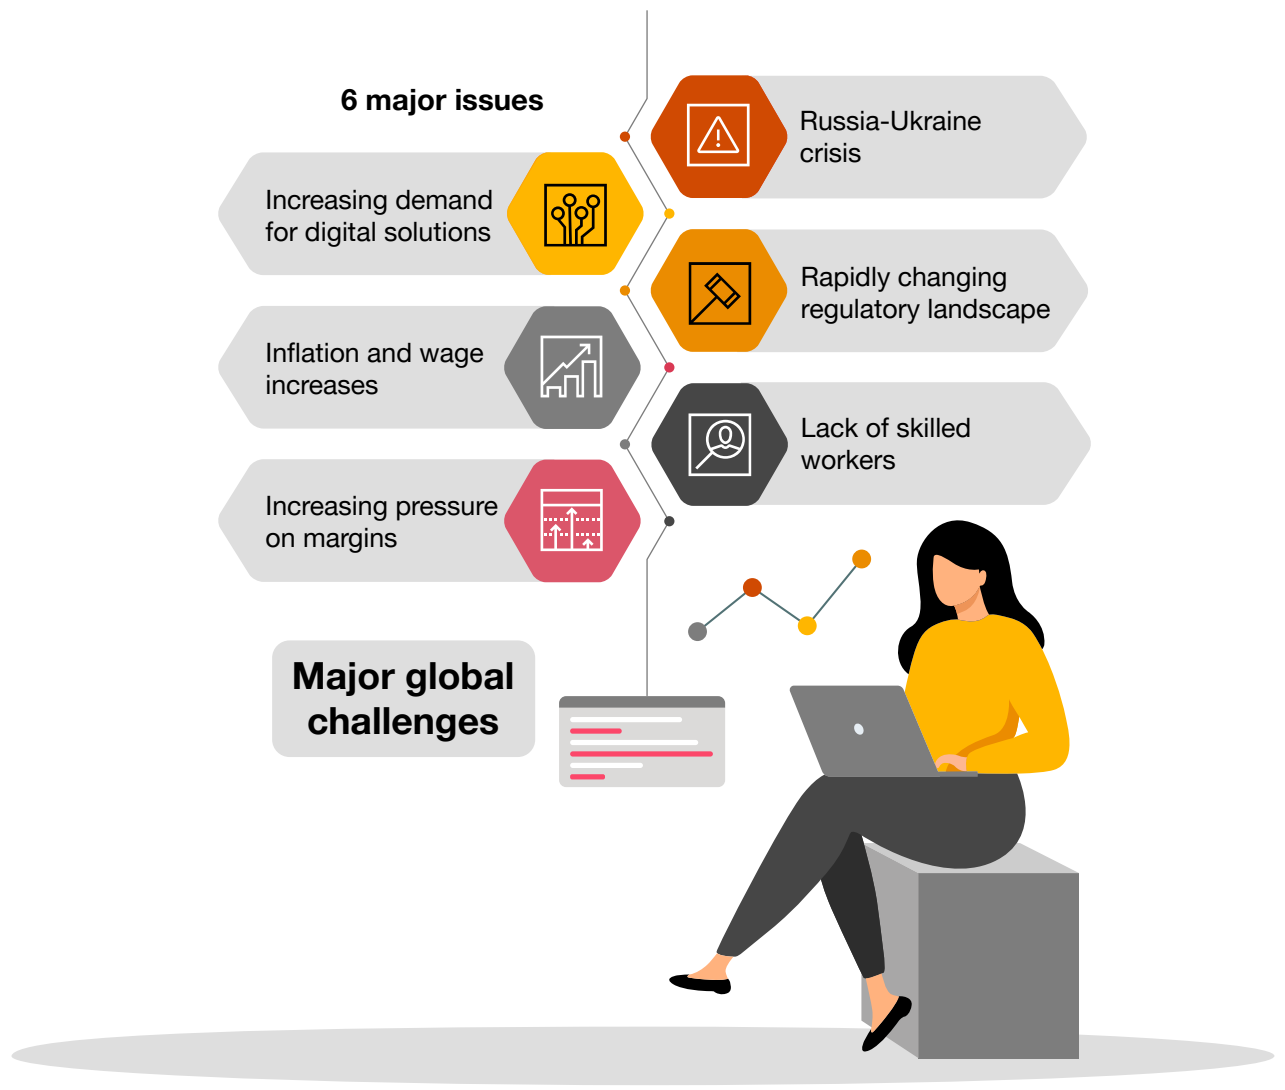 6 major issues
Russia-Ukraine
crisis
Increasing demand
for digital solutions
Rapidly changing
regulatory landscape
Inflation and wage
increases
Lack of skilled
workers
Increasing pressure
on margins
Major global
challenges